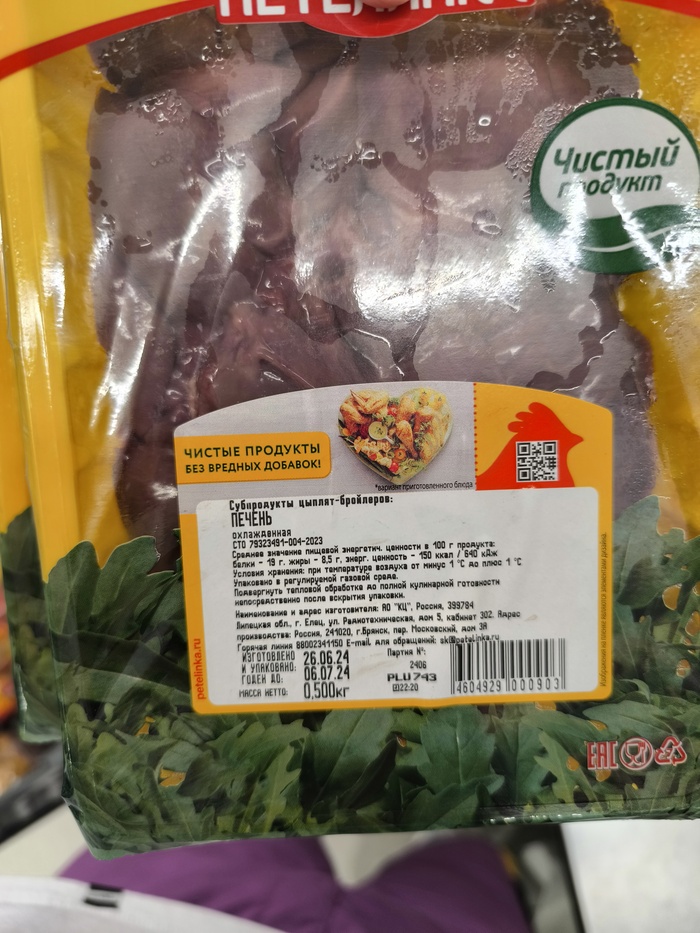 Чистый
продукт
ЧИСТЫЕ ПРОДУКТЫ
БЕЗ ВРЕДНЫХ ДОБАВОК!
*вариант приготовленного блюда
Субпродукты цыплят-бройлеров:
ПЕЧЕНЬ
охлажденная
СТО 79323491-004-2023
Среднее значение пищевой энергетич. ценности в 100 г продукта:
белки - 19 г. жиры - 8,5 г. энерг. ценность - 150 ккал / 640 кДж
Условия хранения: при температуре воздуха от минус 1 °С до плюс 1 °С
Упаковано в регулируемой газовой среде.
Подвергнуть тепловой обработке до полной кулинарной готовности
непосредственно после вскрытия упаковки.
Наименование и адрес изготовителя: АО "КЦ", Россия, 399784
Липецкая обл., г. Елец, ул. Радиотехническая, дом 5, кабинет 302. Адрес
производства: Россия, 241020, г.Брянск, пер. Московский, дом 3А
Горячая линия 88002341150 E-mail для обращений: sk@petelinka.ru
ИЗГОТОВЛЕНО
И УПАКОВАНО: 26.06.24
ГОДЕН ДО: 06.07.24
МАССА НЕТТО: 0,500кг
Партия №:
2406
PLU743
22:20
4604929 000903
petelinka.ru
EAC